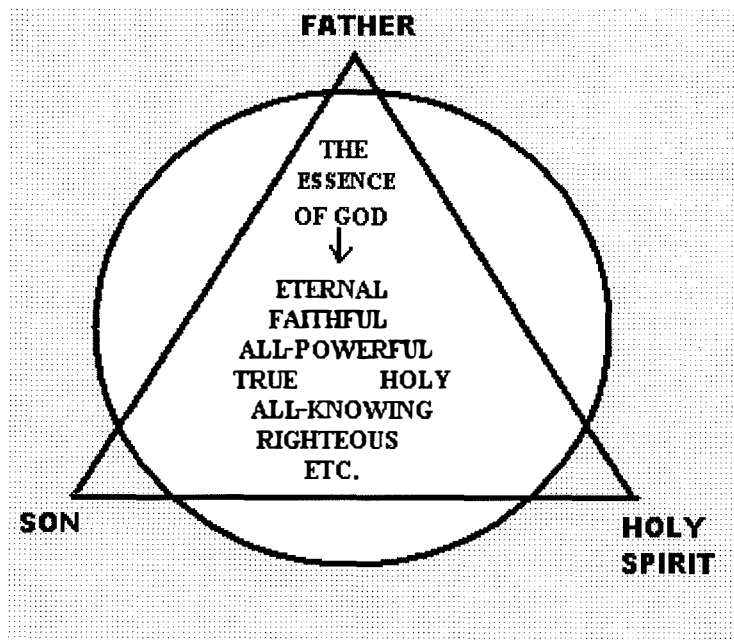 FATHER
THE
ESSENCE
OF GOD
ETERNAL
FAITHFUL
ALL-POWERFUL
TRUE HOLY
ALL-KNOWING
RIGHTEOUS
ETC.
SON
HOLY
SPIRIT